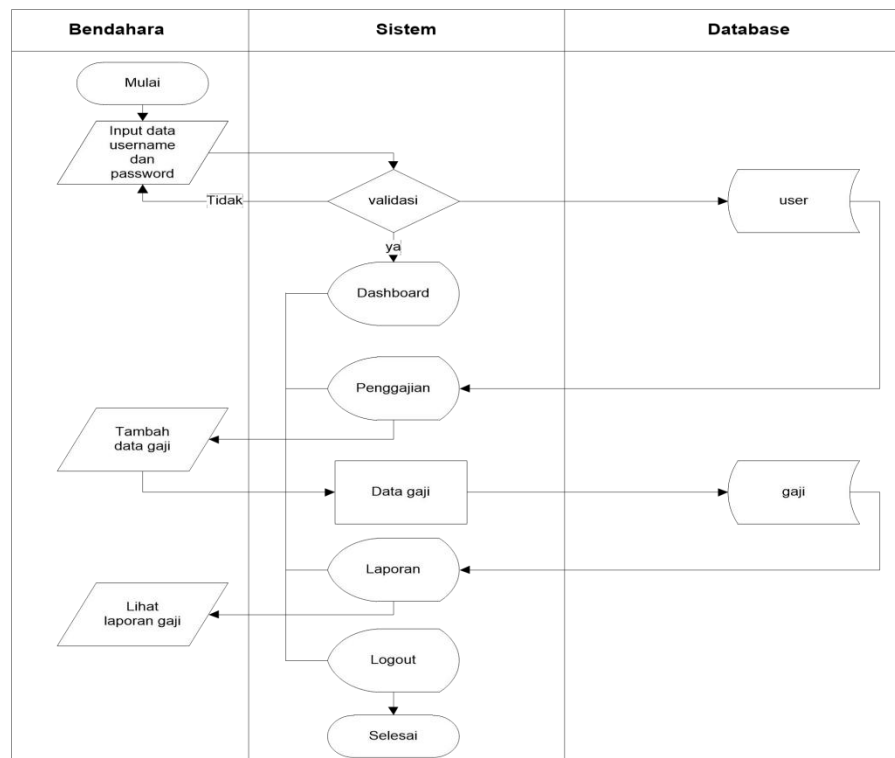 Bendahara
Sistem
Database
Mulai
Input data
username
dan
password
Tidak
validasi
user
ya
Dashboard
Penggajian
Tambah
data gaji
Data gaji
gaji
Laporan
Lihat
laporan gaji
Logout
Selesai